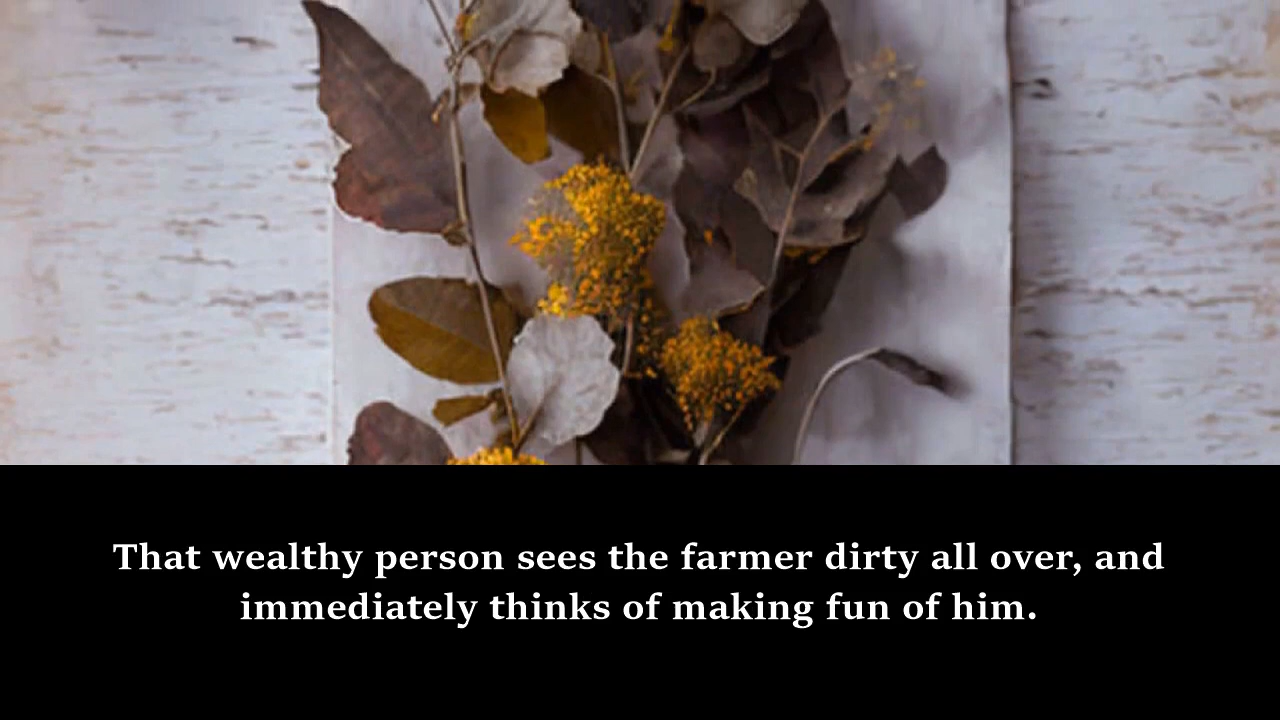 That wealthy person sees the farmer dirty all over, and
immediately thinks of making fun of him.